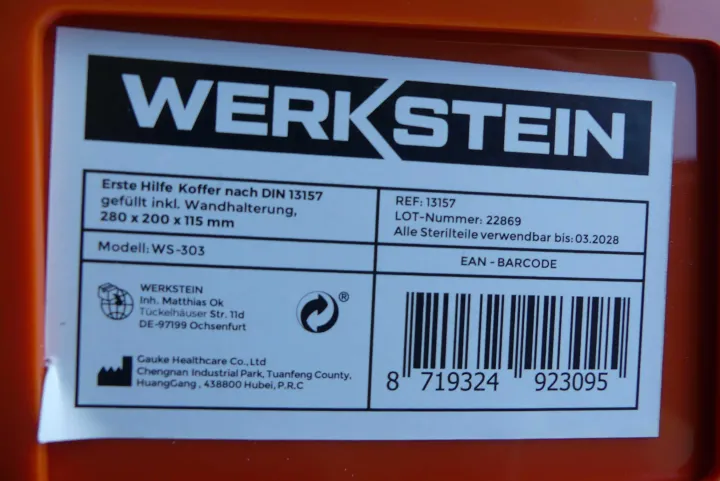 WERKSTEIN
Erste Hilfe Koffer nach DIN 13157
gefüllt inkl. Wandhalterung,
280 x 200 x 115 mm
Modell: WS-303
REF: 13157
LOT-Nummer: 22869
Alle Sterilteile verwendbar bis: 03.2028
EAN - BARCODE
WERKSTEIN
Inh. Matthias Ok
Tückelhäuser Str. 11d
DE-97199 Ochsenfurt
®
Gauke Healthcare Co., Ltd
Chengnan Industrial Park, Tuanfeng County,
HuangGang , 438800 Hubei, P.R.C
8 719324 923095